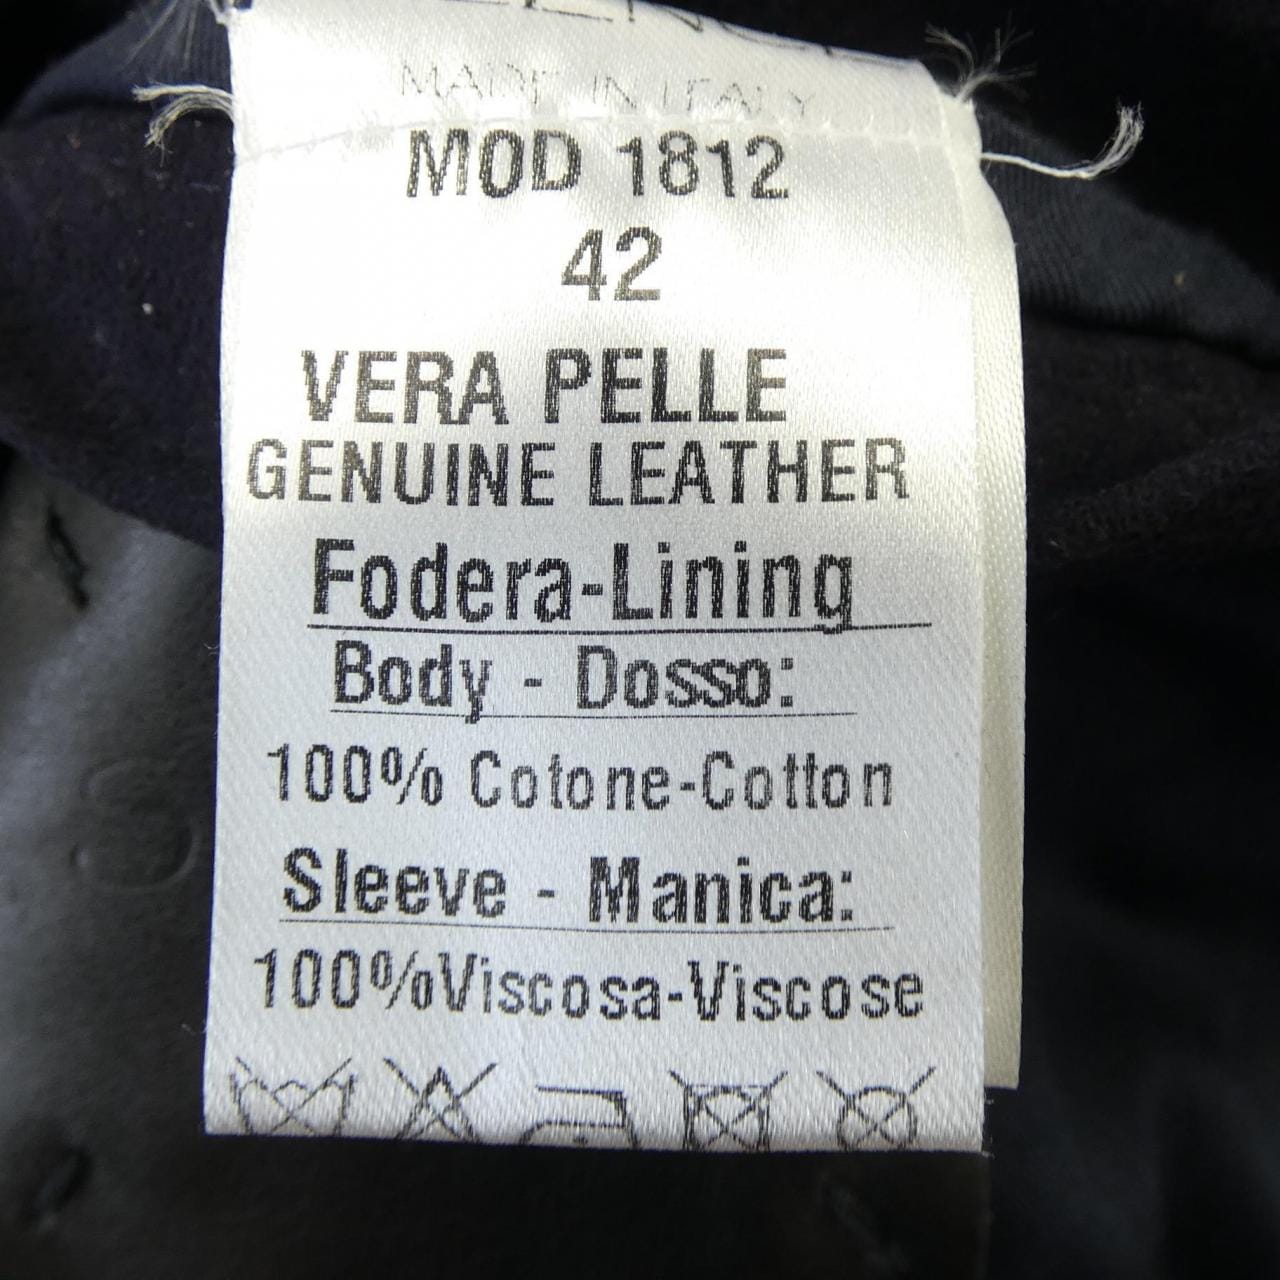 MADE IN ITALY
MOD 1812
42
VERA PELLE
GENUINE LEATHER
Fodera-Lining
Body - Dosso:
100% Cotone-Cotton
Sleeve - Manica:
100%Viscosa-Viscose